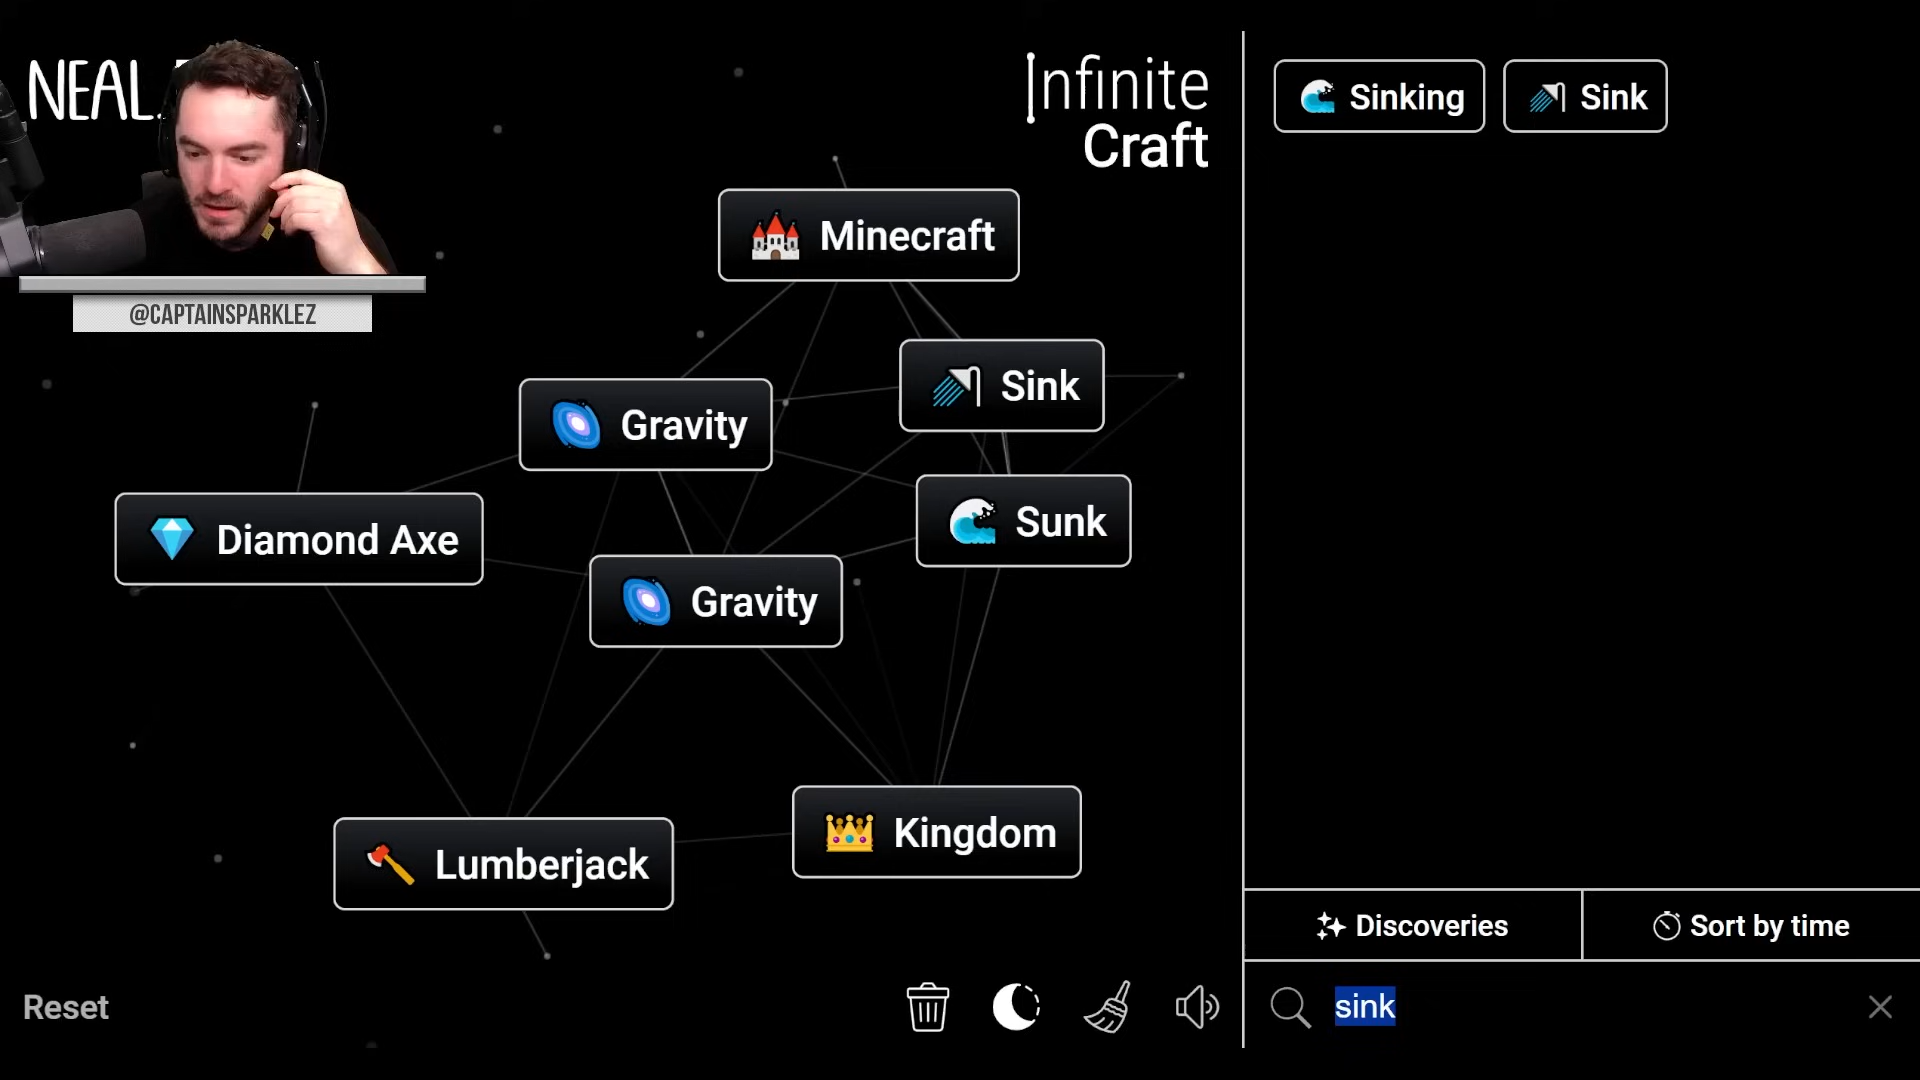 NEAL.
Infinite
Craft
Sinking
Sink
Minecraft
Sink
Gravity
Sunk
Diamond Axe
Gravity
Kingdom
Lumberjack
@CAPTAINSPARKLEZ
Discoveries
Sort by time
Reset
sink